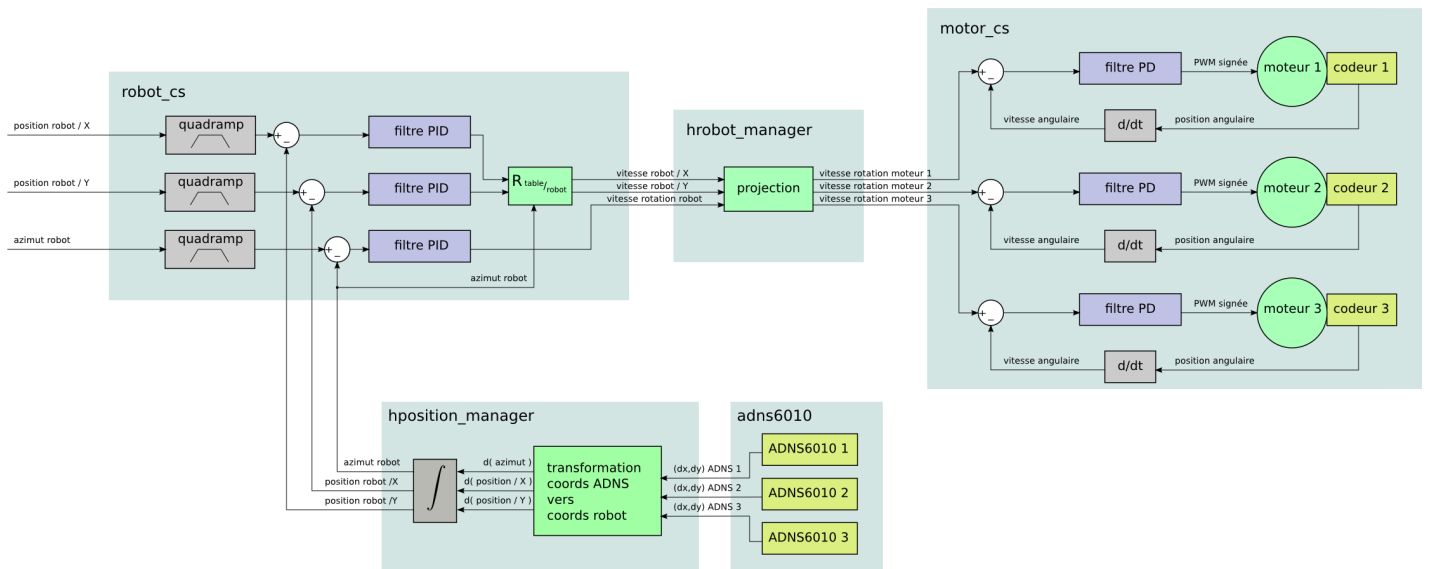 robot_cs
position robot / X
quadramp
+
_
filtre PID
position robot / Y
quadramp
+
_
filtre PID
azimut robot
quadramp
+
_
filtre PID
R table/robot
azimut robot
hrobot_manager
vitesse robot / X
vitesse robot / Y
vitesse rotation robot
projection
vitesse rotation moteur 1
vitesse rotation moteur 2
vitesse rotation moteur 3
motor_cs
+
_
filtre PD
PWM signée
moteur 1
codeur 1
vitesse angulaire
d/dt
position angulaire
+
_
filtre PD
PWM signée
moteur 2
codeur 2
vitesse angulaire
d/dt
position angulaire
+
_
filtre PD
PWM signée
moteur 3
codeur 3
vitesse angulaire
d/dt
position angulaire
hposition_manager
azimut robot
position robot /X
position robot /Y
∫
d( azimut )
d( position / X )
d( position / Y )
transformation
coords ADNS
vers
coords robot
adns6010
(dx,dy) ADNS 1
(dx,dy) ADNS 2
(dx,dy) ADNS 3
ADNS6010 1
ADNS6010 2
ADNS6010 3